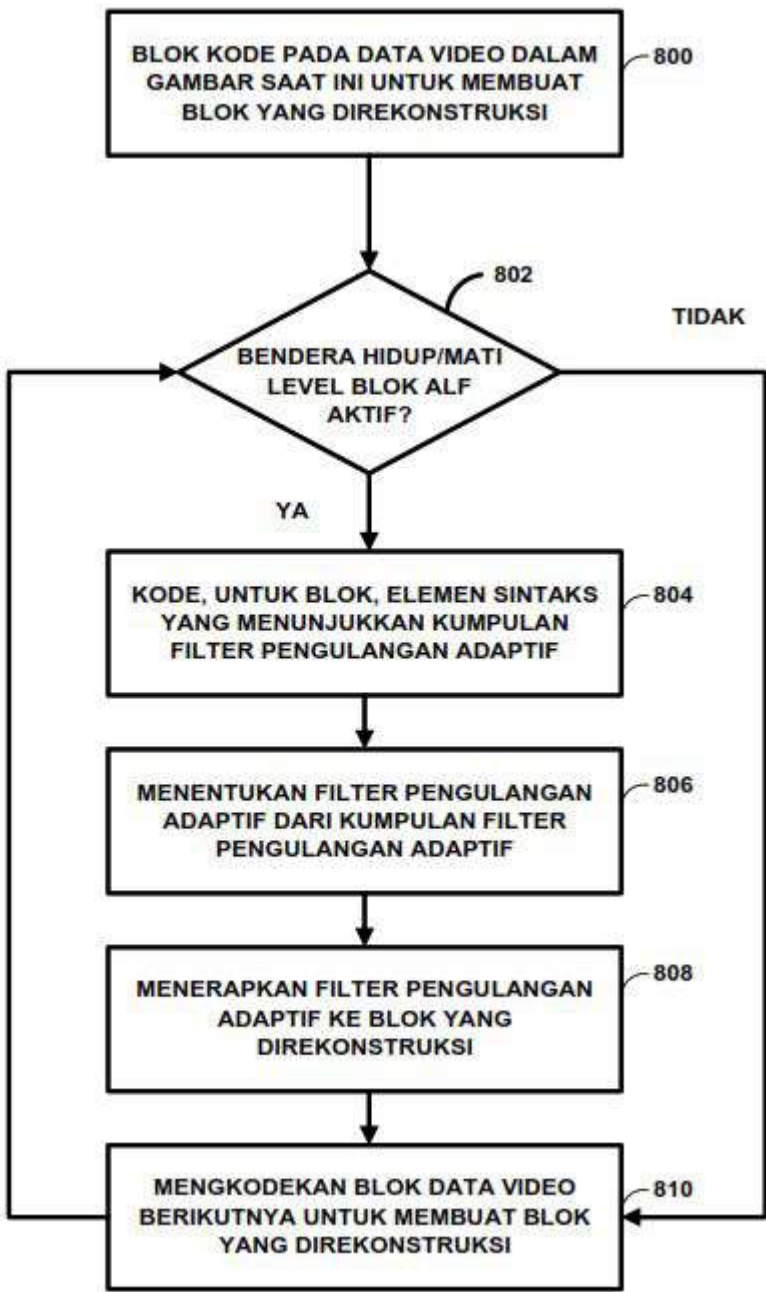 BLOK KODE PADA DATA VIDEO DALAM
GAMBAR SAAT INI UNTUK MEMBUAT
BLOK YANG DIREKONSTRUKSI
800
802
TIDAK
BENDERA HIDUP/MATI
LEVEL BLOK ALF
AKTIF?
YA
KODE, UNTUK BLOK, ELEMEN SINTAKS
YANG MENUNJUKKAN KUMPULAN
FILTER PENGULANGAN ADAPTIF
804
MENENTUKAN FILTER PENGULANGAN
ADAPTIF DARI KUMPULAN FILTER
PENGULANGAN ADAPTIF
806
MENERAPKAN FILTER PENGULANGAN
ADAPTIF KE BLOK YANG
DIREKONSTRUKSI
808
MENGKODEKAN BLOK DATA VIDEO
BERIKUTNYA UNTUK MEMBUAT BLOK
YANG DIREKONSTRUKSI
810